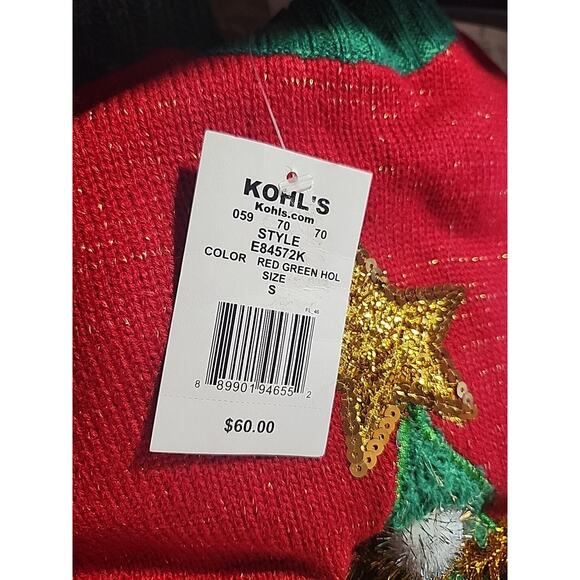 KOHL'S
Kohls.com
059 70 70
STYLE
E84572K
COLOR RED GREEN HOL
SIZE
S
FL_46
8 89901 94655 2
$60.00